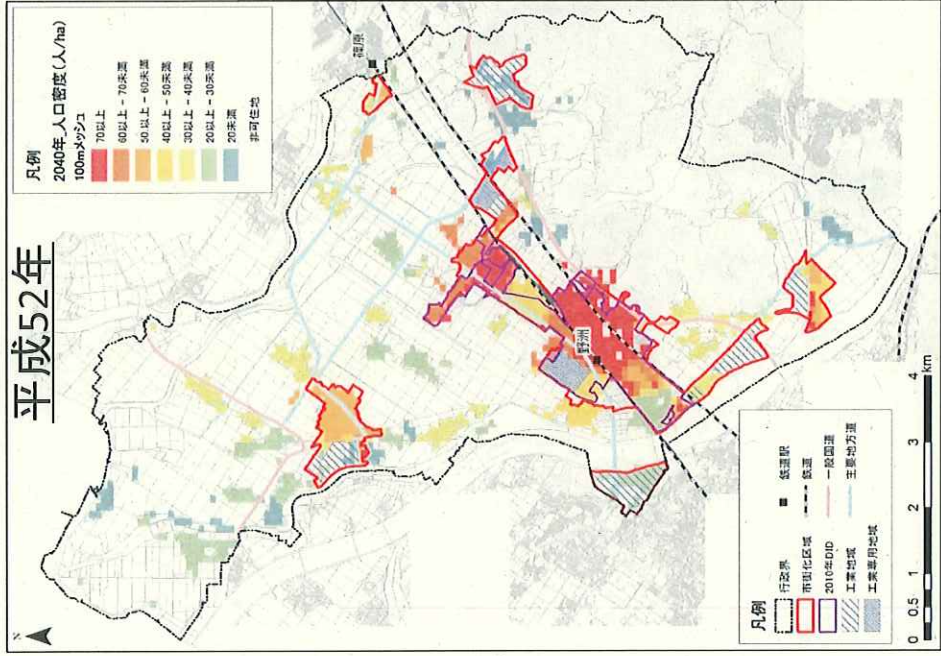 平成52年
凡例
2040年_人口密度(人/ha)
100mメッシュ
70以上
60以上 - 70未満
50以上 - 60未満
40以上 - 50未満
30以上 - 40未満
20以上 - 30未満
20未満
非可住地
篠原
野洲
N
凡例
行政界
市街化区域
2010年DID
工業地域
工業専用地域
鉄道駅
鉄道
一般国道
主要地方道
0 0.5 1 2 3 4
km